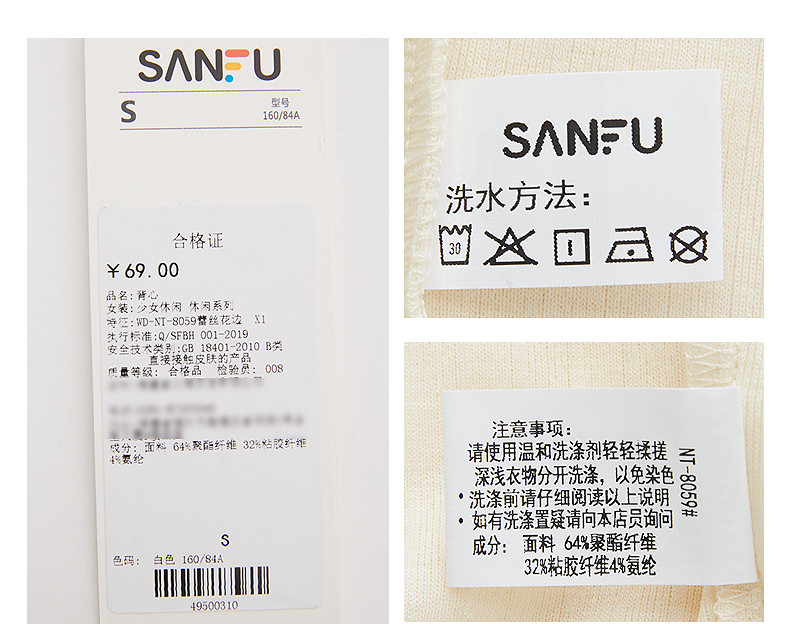 SANFU
S
型号
160/84A
合格证
￥69.00
品名:背心
女装:少女休闲 休闲系列
特征:WD-NT-8059蕾丝花边 X1
执行标准:Q/SFBH 001-2019
安全技术类别:GB 18401-2010 B类
直接接触皮肤的产品
质量等级: 合格品 检验员: 008
成分: 面料 64%聚酯纤维 32%粘胶纤维
4%氨纶
S
色码: 白色 160/84A
49500310
SANFU
洗水方法:
30
注意事项:
请使用温和洗涤剂轻轻揉搓
深浅衣物分开洗涤，以免染色
•洗涤前请仔细阅读以上说明
•如有洗涤置疑请向本店员询问
成分: 面料 64%聚酯纤维
32%粘胶纤维4%氨纶
NT-8059#